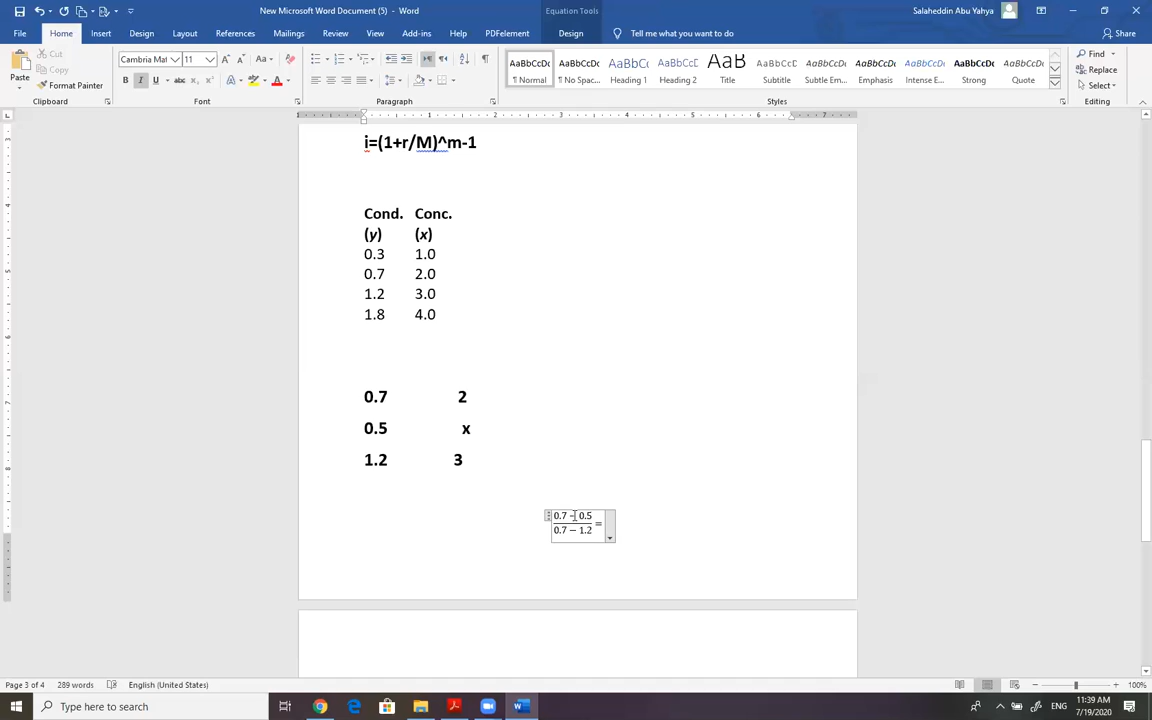 New Microsoft Word Document (5) - Word
Equation Tools
Salaheddin Abu Yahya
File Home Insert Design Layout References Mailings Review View Add-ins Help PDFelement Design Tell me what you want to do Share
Paste
Cut
Copy
Format Painter
Clipboard
Cambria Mat 11
Font
Paragraph
AaBbCcDc ¶ Normal
AaBbCcDc ¶ No Spac...
AaBbCc Heading 1
AaBbCcD Heading 2
AaB Title
AaBbCcD Subtitle
AaBbCcDc Subtle Em...
AaBbCcDc Emphasis
AaBbCcDc Intense E...
AaBbCcDc Strong
AaBbCcDc Quote
Styles
Find
Replace
Select
Editing
i=(1+r/M)^m-1
Cond. Conc.
(y) (x)
0.3 1.0
0.7 2.0
1.2 3.0
1.8 4.0
0.7 2
0.5 x
1.2 3
0.7 − 0.5
0.7 − 1.2 =
Page 3 of 4 289 words English (United States) 100%
Type here to search
ENG
11:39 AM
7/19/2020